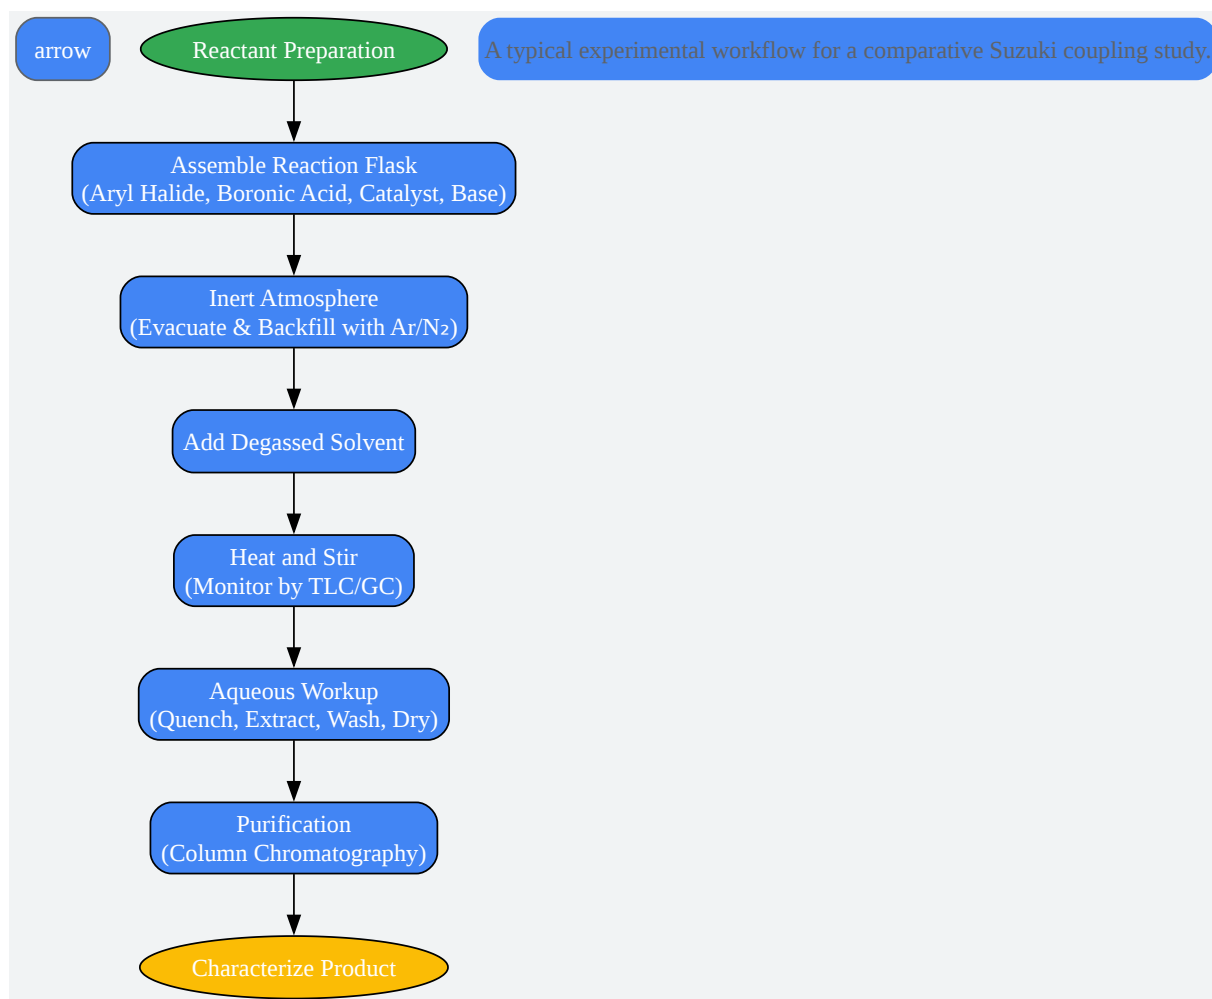 arrow
Reactant Preparation
A typical experimental workflow for a comparative Suzuki coupling study.
Assemble Reaction Flask
(Aryl Halide, Boronic Acid, Catalyst, Base)
Inert Atmosphere
(Evacuate & Backfill with Ar/N₂)
Add Degassed Solvent
Heat and Stir
(Monitor by TLC/GC)
Aqueous Workup
(Quench, Extract, Wash, Dry)
Purification
(Column Chromatography)
Characterize Product